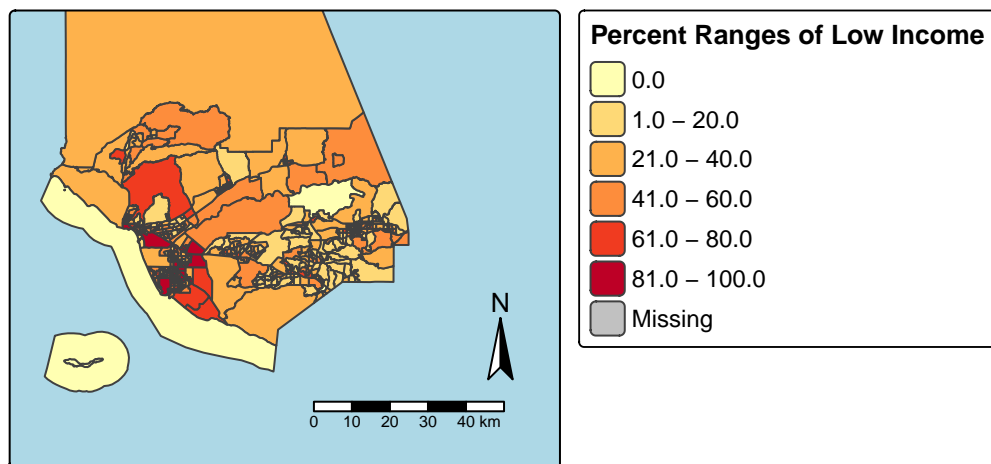 Percent Ranges of Low Income
0.0
1.0 – 20.0
21.0 – 40.0
41.0 – 60.0
61.0 – 80.0
81.0 – 100.0
Missing
N
0 10 20 30 40 km